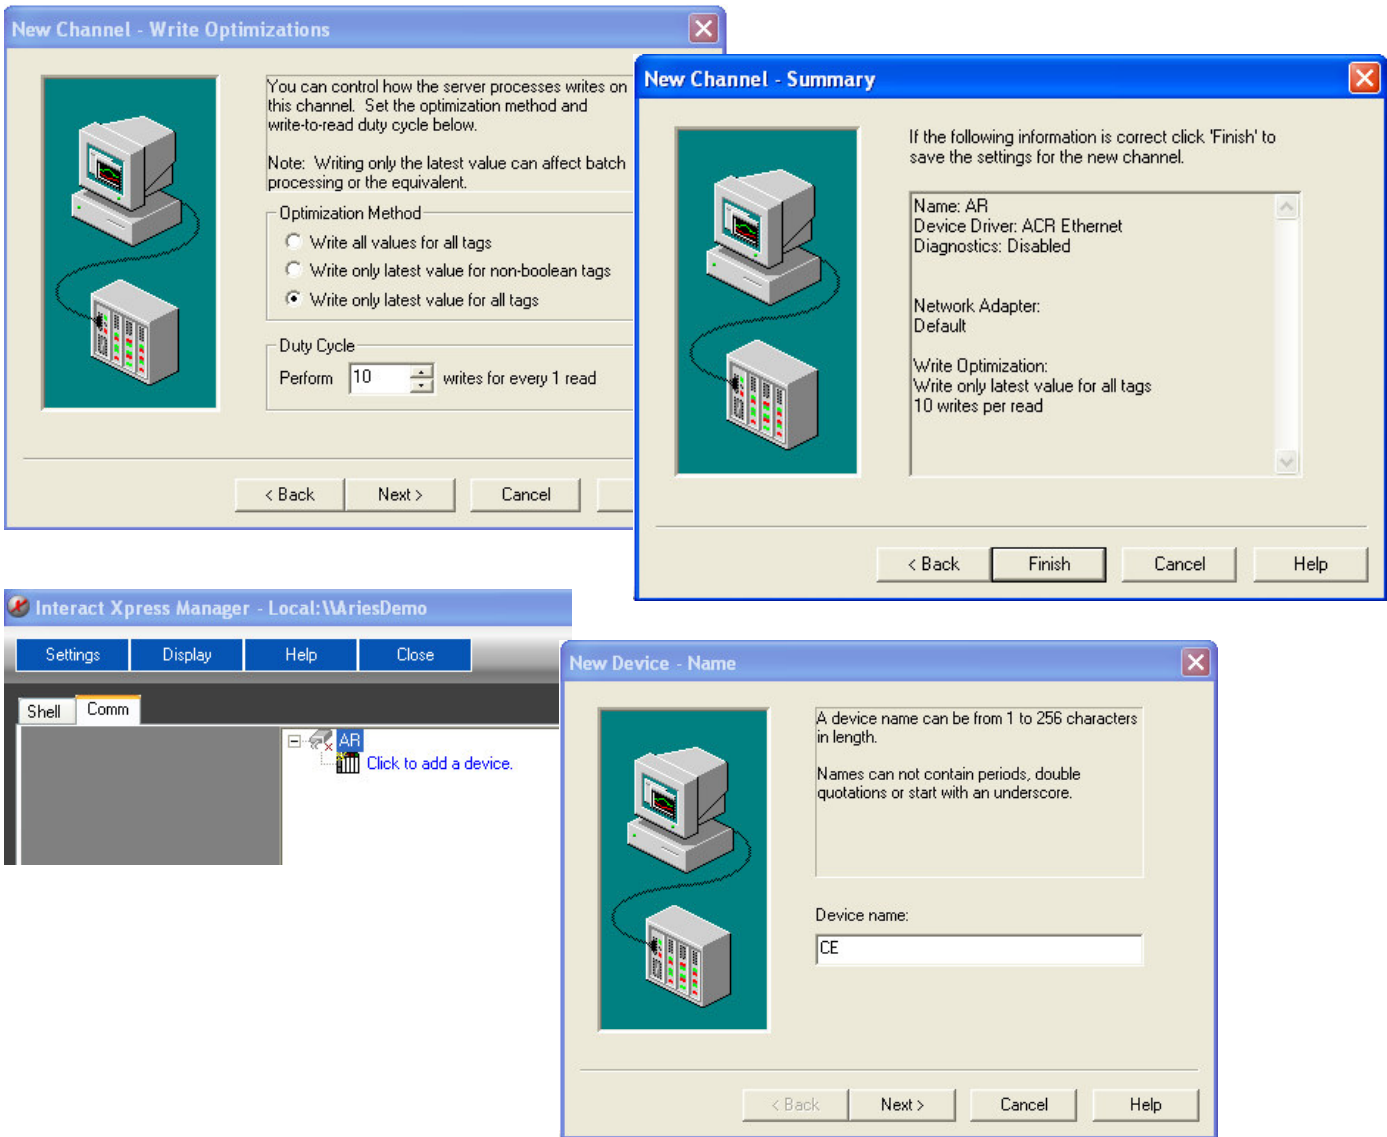 New Channel - Write Optimizations
You can control how the server processes writes on
this channel.  Set the optimization method and
write-to-read duty cycle below.
Note:  Writing only the latest value can affect batch
processing or the equivalent.
Optimization Method
Write all values for all tags
Write only latest value for non-boolean tags
Write only latest value for all tags
Duty Cycle
Perform 10 writes for every 1 read
< Back Next > Cancel
New Channel - Summary
If the following information is correct click 'Finish' to
save the settings for the new channel.
Name: AR
Device Driver: ACR Ethernet
Diagnostics: Disabled
Network Adapter:
Default
Write Optimization:
Write only latest value for all tags
10 writes per read
< Back Finish Cancel Help
Interact Xpress Manager - Local:\\AriesDemo
Settings Display Help Close
Shell Comm
AR
Click to add a device.
New Device - Name
A device name can be from 1 to 256 characters
in length.
Names can not contain periods, double
quotations or start with an underscore.
Device name:
CE
< Back Next > Cancel Help